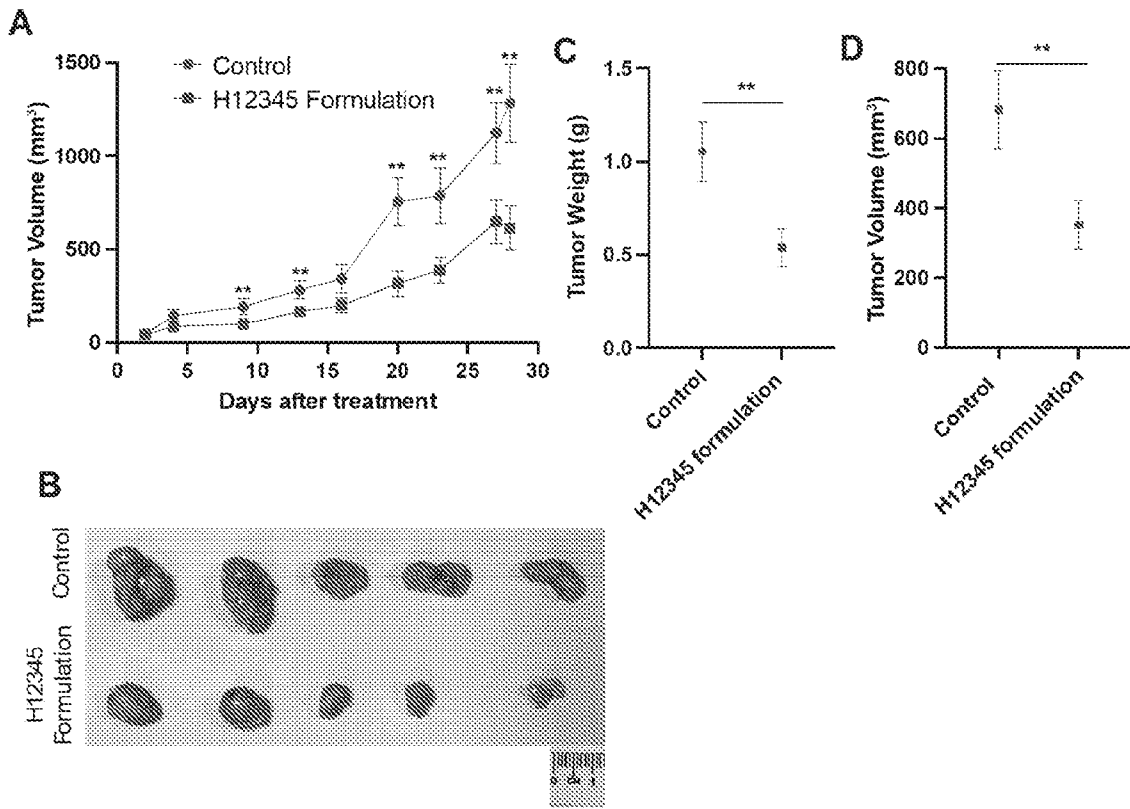 A
Tumor Volume (mm³)
1500
1000
500
0
Control
H12345 Formulation
**
**
**
**
**
**
0 5 10 15 20 25 30
Days after treatment
C
Tumor Weight (g)
1.5
1.0
0.5
0.0
**
Control
H12345 formulation
D
Tumor Volume (mm³)
800
600
400
200
0
**
Control
H12345 formulation
B
Control
H12345
Formulation